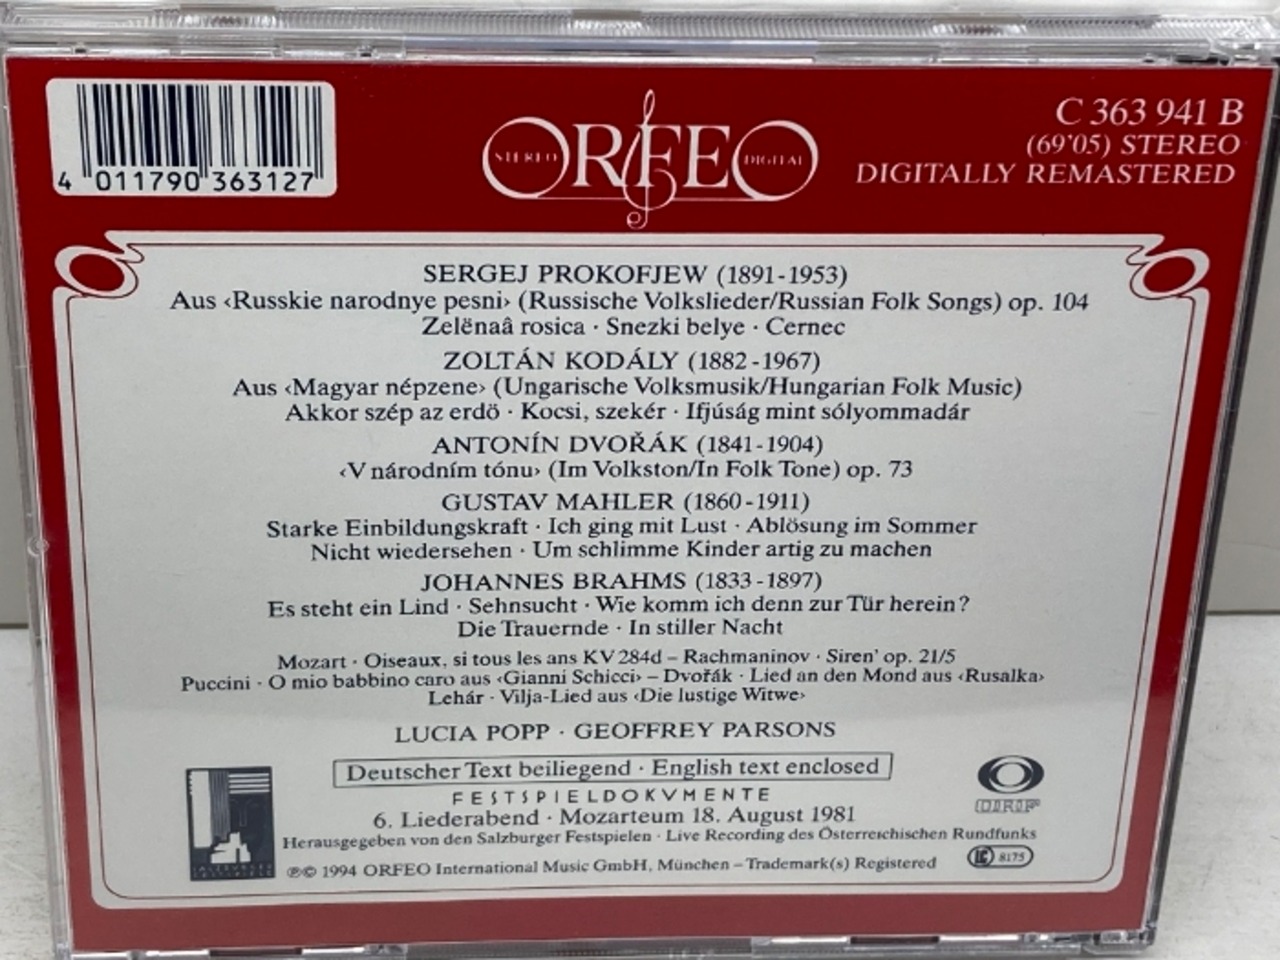 4 011790 363127
STEREO ORFEO DIGITAL
C 363 941 B
(69'05) STEREO
DIGITALLY REMASTERED
SERGEJ PROKOFJEW (1891-1953)
Aus ‹Russkie narodnye pesni› (Russische Volkslieder/Russian Folk Songs) op. 104
Zelënaâ rosica · Snezki belye · Cernec
ZOLTÁN KODÁLY (1882-1967)
Aus ‹Magyar népzene› (Ungarische Volksmusik/Hungarian Folk Music)
Akkor szép az erdö · Kocsi, szekér · Ifjúság mint sólyommadár
ANTONÍN DVOŘÁK (1841-1904)
‹V národním tónu› (Im Volkston/In Folk Tone) op. 73
GUSTAV MAHLER (1860-1911)
Starke Einbildungskraft · Ich ging mit Lust · Ablösung im Sommer
Nicht wiedersehen · Um schlimme Kinder artig zu machen
JOHANNES BRAHMS (1833-1897)
Es steht ein Lind · Sehnsucht · Wie komm ich denn zur Tür herein?
Die Trauernde · In stiller Nacht
Mozart · Oiseaux, si tous les ans KV 284d – Rachmaninov · Siren' op. 21/5
Puccini · O mio babbino caro aus ‹Gianni Schicci› – Dvořák · Lied an den Mond aus ‹Rusalka›
Lehár · Vilja-Lied aus ‹Die lustige Witwe›
LUCIA POPP · GEOFFREY PARSONS
Deutscher Text beiliegend · English text enclosed
FESTSPIELDOKVMENTE
6. Liederabend · Mozarteum 18. August 1981
Herausgegeben von den Salzburger Festspielen · Live Recording des Österreichischen Rundfunks
℗© 1994 ORFEO International Music GmbH, München – Trademark(s) Registered
ORF
LC 8175
SALZBURGER
FESTSPIELE